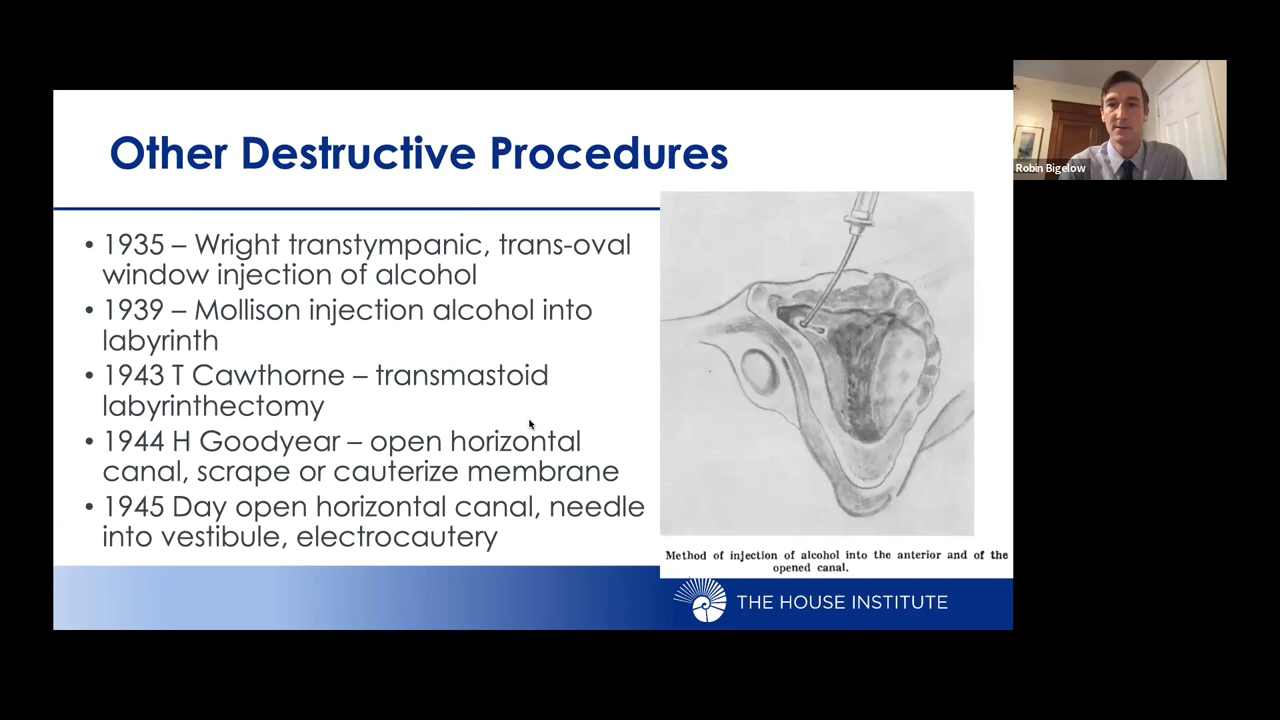 Other Destructive Procedures
• 1935 – Wright transtympanic, trans-oval
window injection of alcohol
• 1939 – Mollison injection alcohol into
labyrinth
• 1943 T Cawthorne – transmastoid
labyrinthectomy
• 1944 H Goodyear – open horizontal
canal, scrape or cauterize membrane
• 1945 Day open horizontal canal, needle
into vestibule, electrocautery
Method of injection of alcohol into the anterior and of the
opened canal.
THE HOUSE INSTITUTE
Robin Bigelow